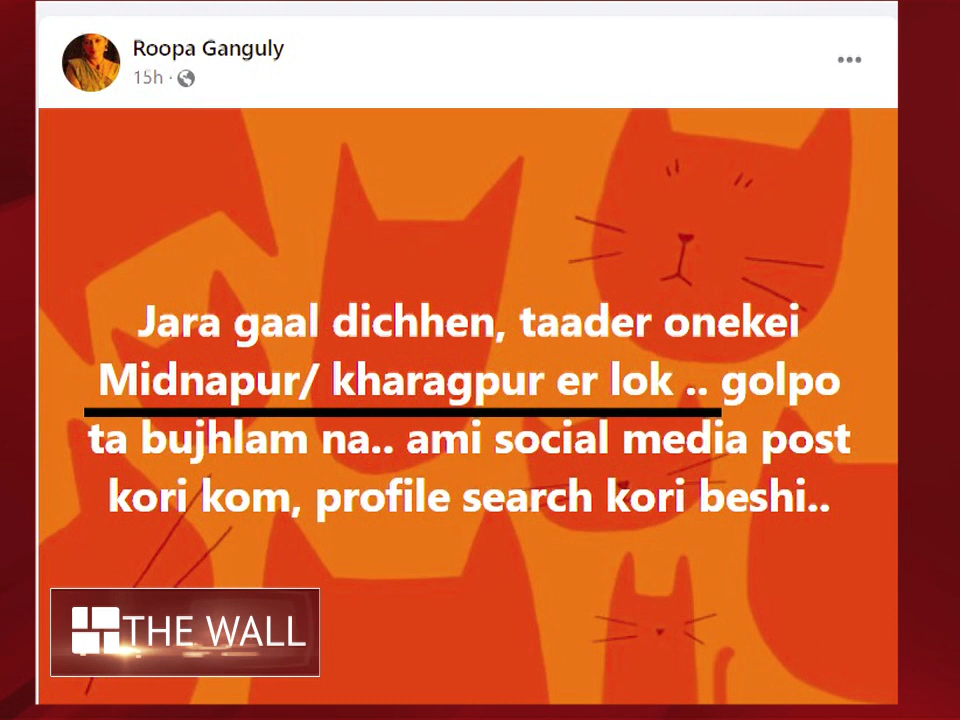 Roopa Ganguly
15h ·
Jara gaal dichhen, taader onekei
Midnapur/ kharagpur er lok .. golpo
ta bujhlam na.. ami social media post
kori kom, profile search kori beshi..
THE WALL